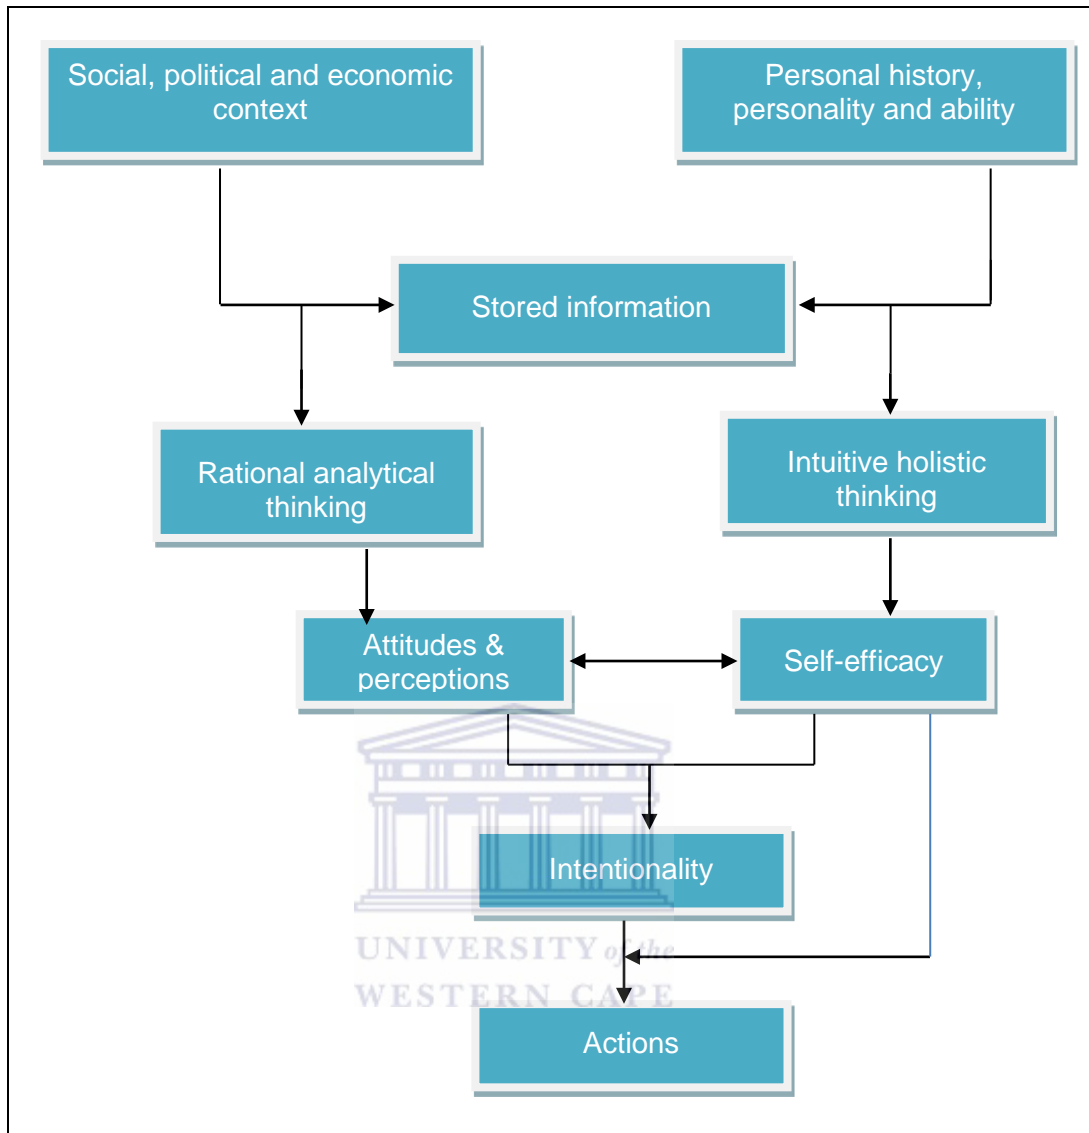 Social, political and economic
context
Personal history,
personality and ability
Stored information
Rational analytical
thinking
Intuitive holistic
thinking
Attitudes &
perceptions
Self-efficacy
Intentionality
UNIVERSITY of the
WESTERN CAPE
Actions